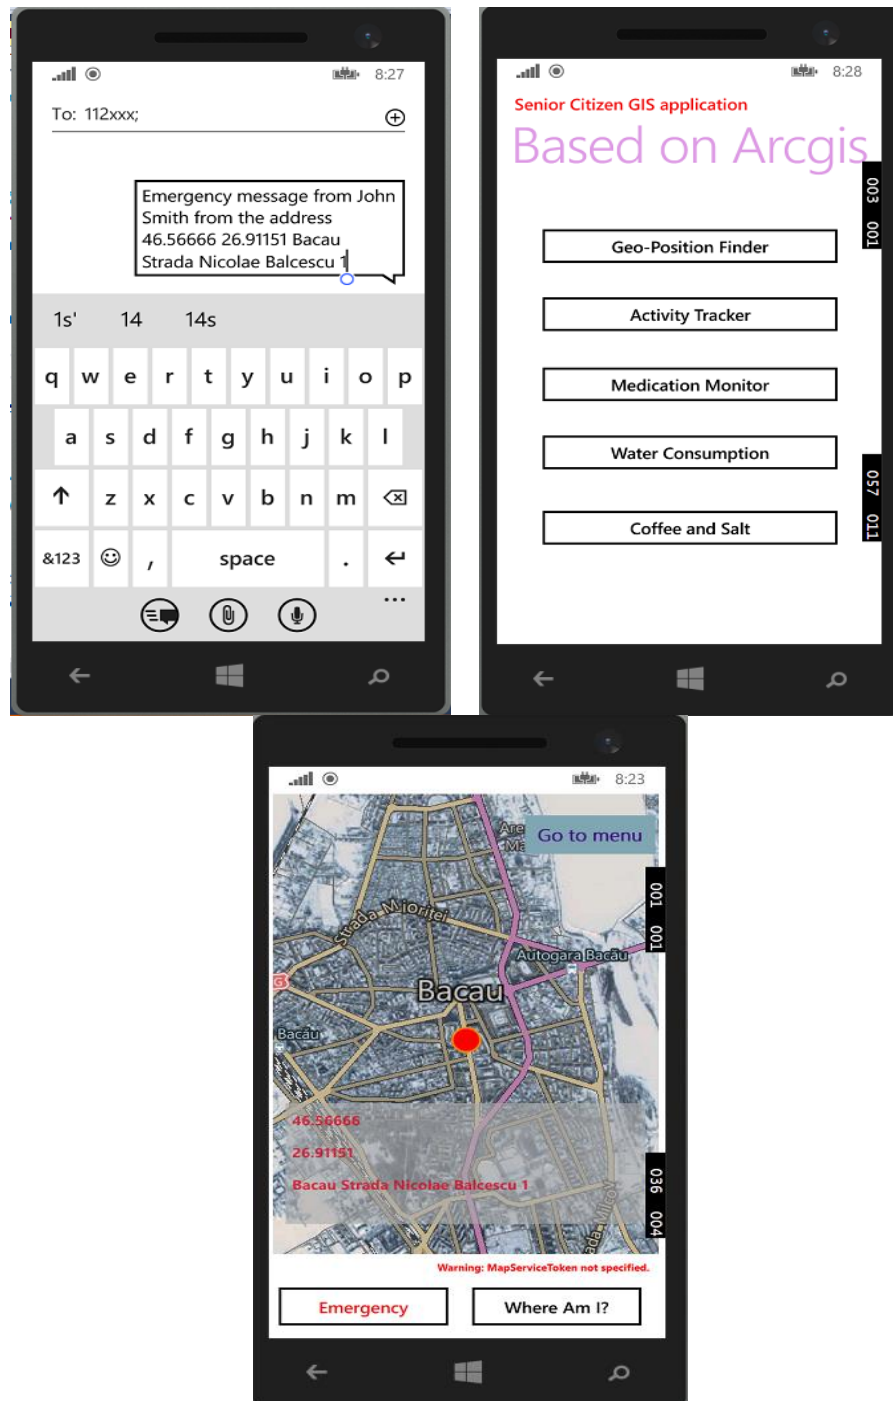 8:27
To: 112xxx;
Emergency message from John
Smith from the address
46.56666 26.91151 Bacau
Strada Nicolae Balcescu 1
1s' 14 14s
q w e r t y u i o p
a s d f g h j k l
z x c v b n m
&123 , space .
...
8:28
Senior Citizen GIS application
Based on Arcgis
003 001
Geo-Position Finder
Activity Tracker
Medication Monitor
Water Consumption
057 011
Coffee and Salt
8:23
Go to menu
001 001
Strada Mioriței
Autogara Bacău
Bacau
Bacău
46.56666
26.91151
Bacau Strada Nicolae Balcescu 1
036 004
Warning: MapServiceToken not specified.
Emergency
Where Am I?